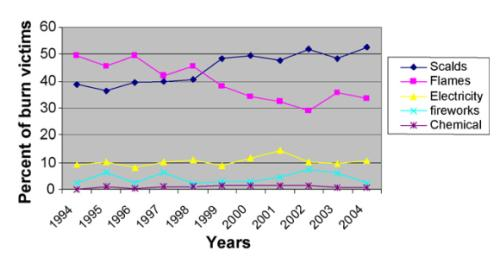 Percent of burn victims
60
50
40
30
20
10
0
1994
1995
1996
1997
1998
1999
2000
2001
2002
2003
2004
Years
Scalds
Flames
Electricity
fireworks
Chemical